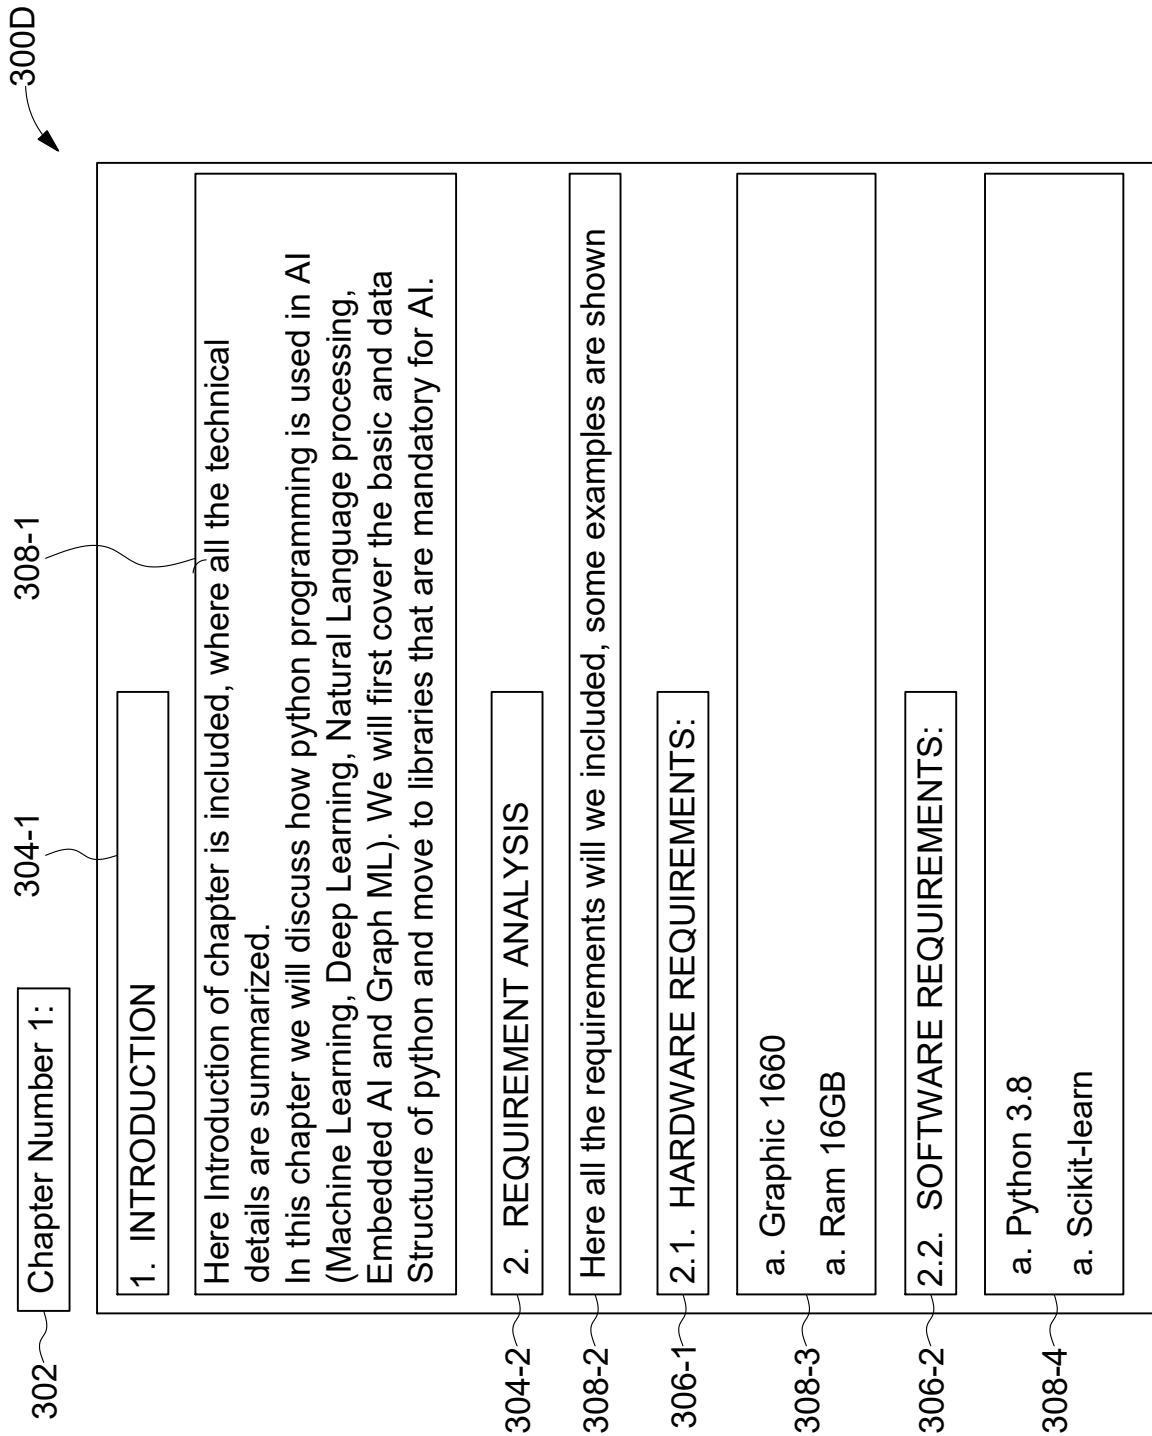 300D
302
Chapter Number 1:
304-1
308-1
1. INTRODUCTION
Here Introduction of chapter is included, where all the technical
details are summarized.
In this chapter we will discuss how python programming is used in AI
(Machine Learning, Deep Learning, Natural Language processing,
Embedded AI and Graph ML). We will first cover the basic and data
Structure of python and move to libraries that are mandatory for AI.
304-2
2. REQUIREMENT ANALYSIS
308-2
Here all the requirements will we included, some examples are shown
306-1
2.1. HARDWARE REQUIREMENTS:
308-3
a. Graphic 1660
a. Ram 16GB
306-2
2.2. SOFTWARE REQUIREMENTS:
308-4
a. Python 3.8
a. Scikit-learn